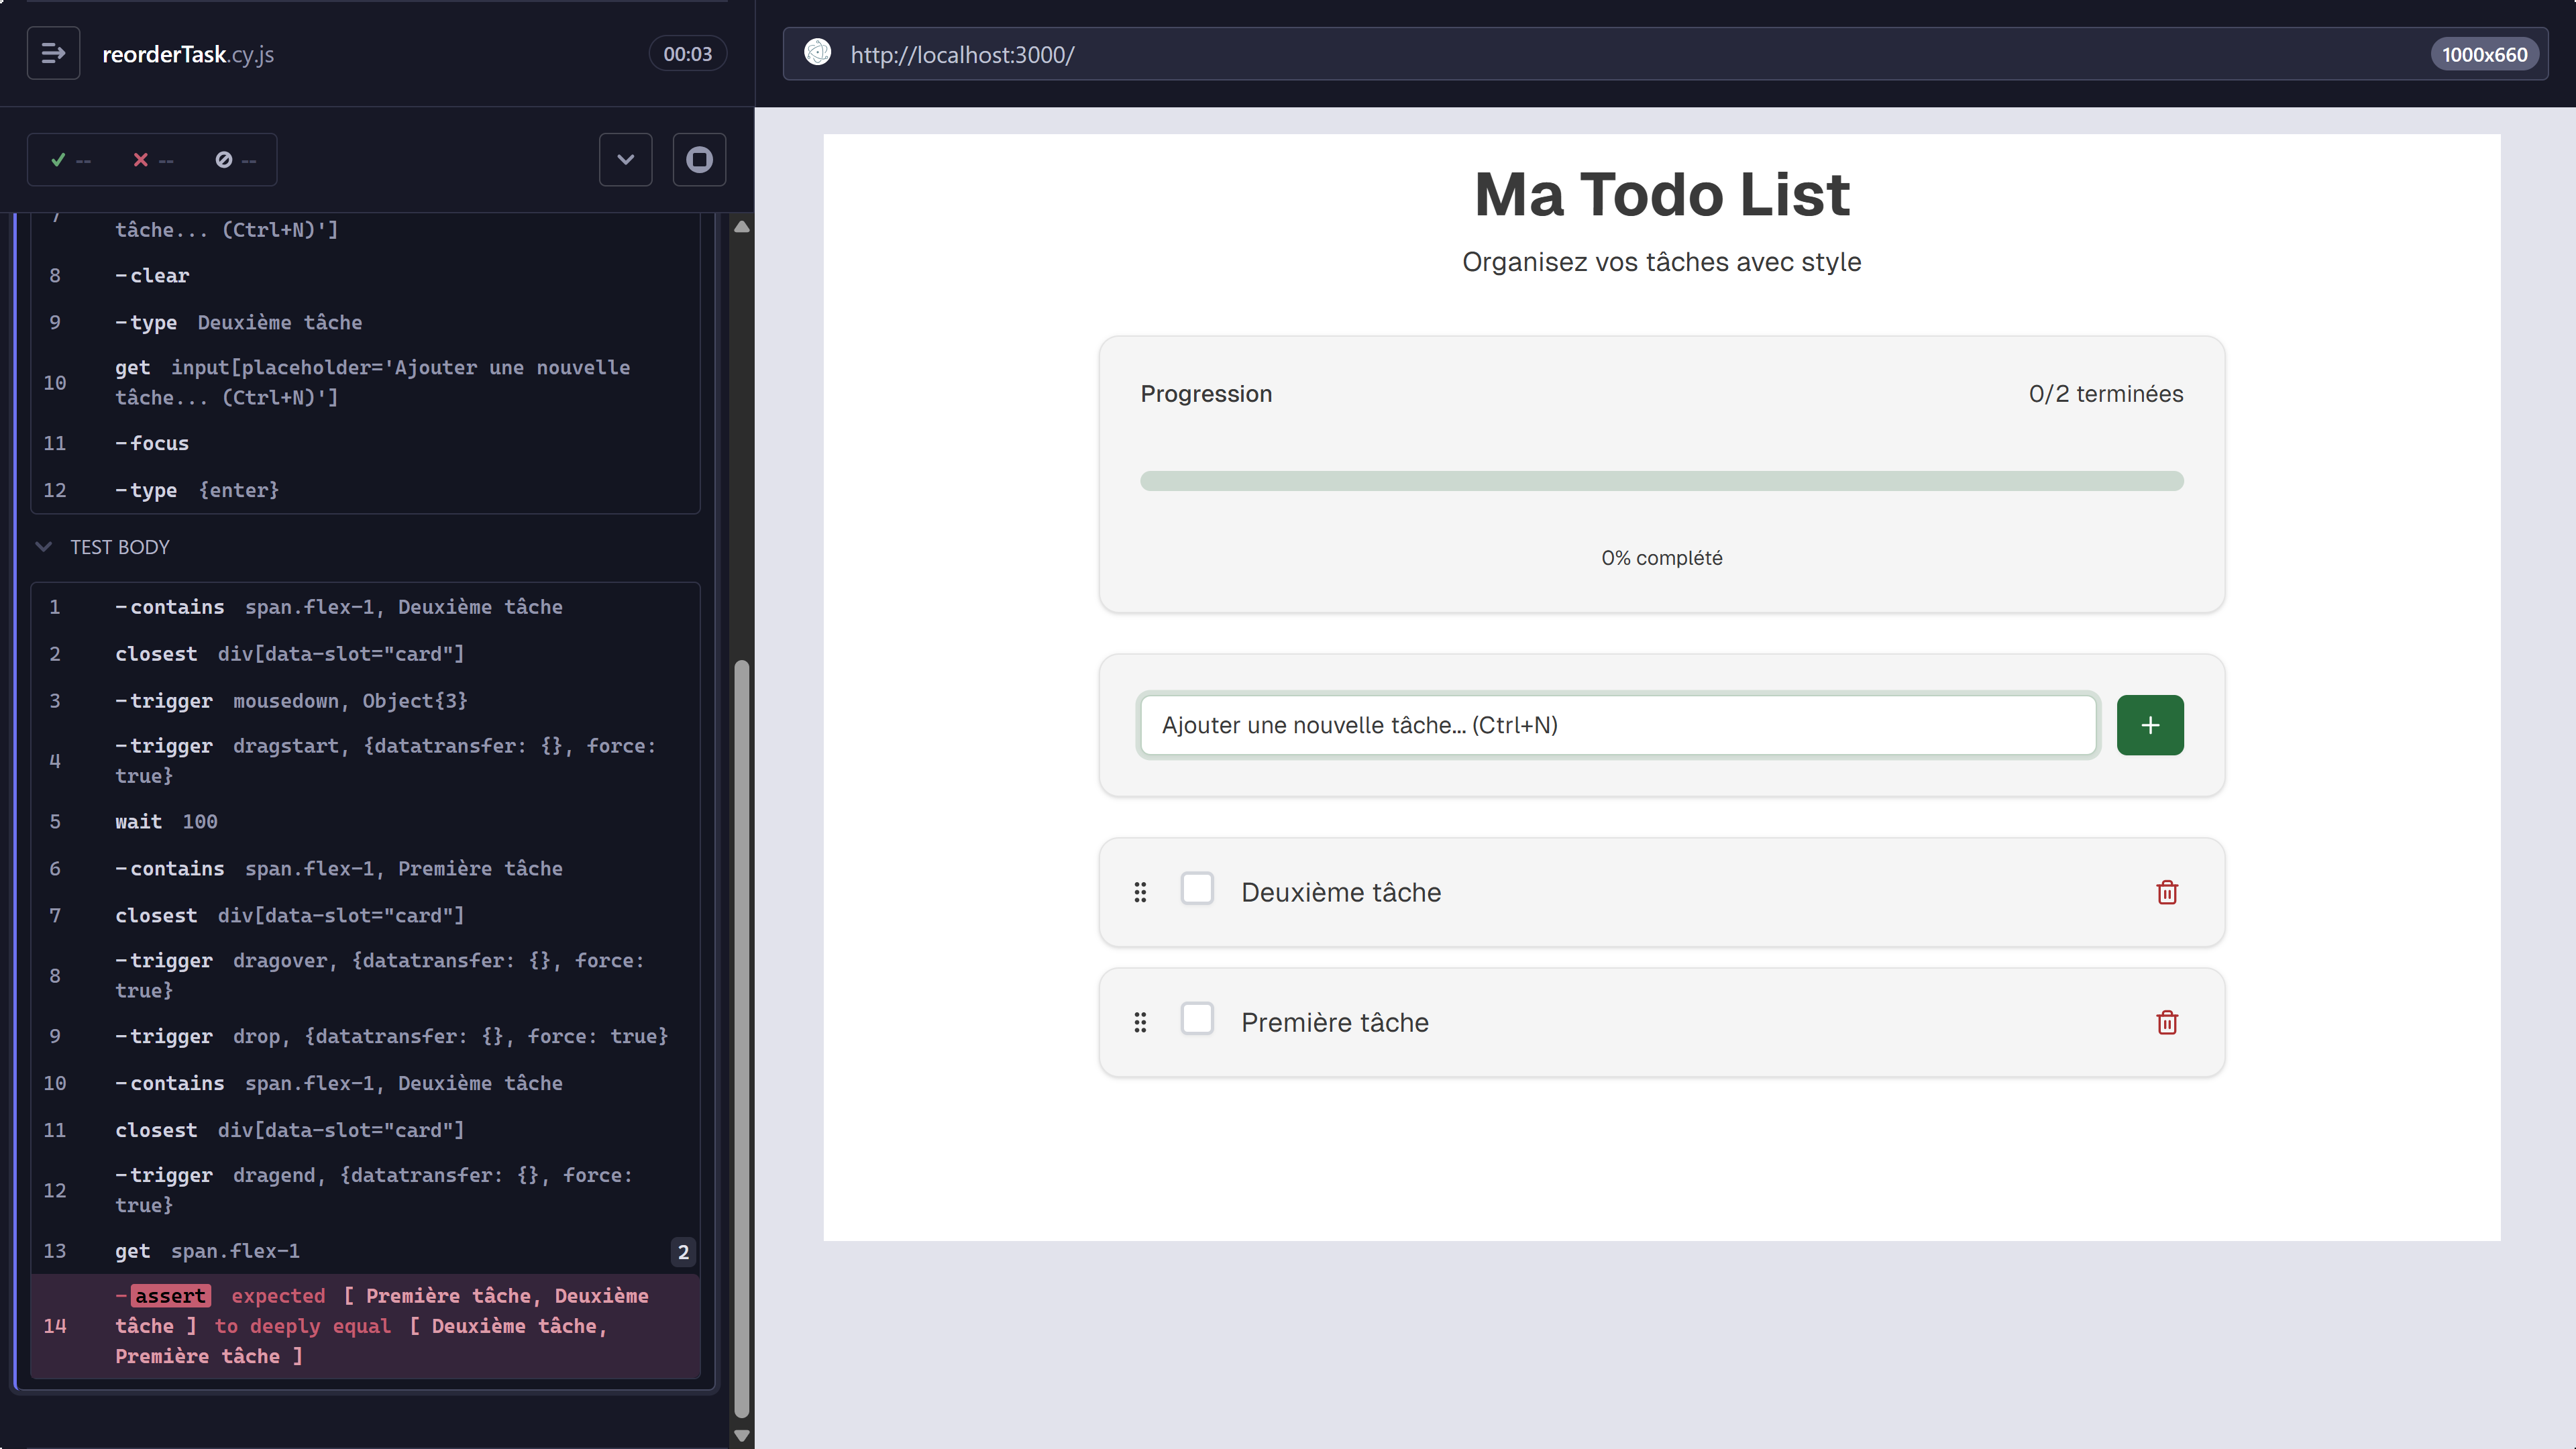 reorderTask.cy.js
00:03
http://localhost:3000/
1000x660
--
--
--
7
tâche... (Ctrl+N)']
8 -clear
9 -type Deuxième tâche
10 get input[placeholder='Ajouter une nouvelle
tâche... (Ctrl+N)']
11 -focus
12 -type {enter}
TEST BODY
1 -contains span.flex-1, Deuxième tâche
2 closest div[data-slot="card"]
3 -trigger mousedown, Object{3}
4 -trigger dragstart, {datatransfer: {}, force:
true}
5 wait 100
6 -contains span.flex-1, Première tâche
7 closest div[data-slot="card"]
8 -trigger dragover, {datatransfer: {}, force:
true}
9 -trigger drop, {datatransfer: {}, force: true}
10 -contains span.flex-1, Deuxième tâche
11 closest div[data-slot="card"]
12 -trigger dragend, {datatransfer: {}, force:
true}
13 get span.flex-1 2
14 -assert expected [ Première tâche, Deuxième
tâche ] to deeply equal [ Deuxième tâche,
Première tâche ]
Ma Todo List
Organisez vos tâches avec style
Progression
0/2 terminées
0% complété
Ajouter une nouvelle tâche... (Ctrl+N)
Deuxième tâche
Première tâche